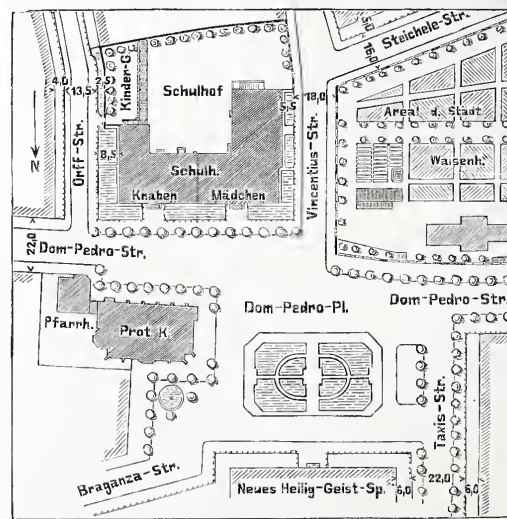 Steichele-Str.
5,0
16,0
4,0
13,5
2,5
Kinder-G.
Schulhof
5,5
18,0
Areal d. Städt
Waisenh.
N
Orff-Str.
8,5
Schulh.
Knaben
Mädchen
Vincentius-Str.
22,0
Dom-Pedro-Str.
Pfarrh.
Prot. K.
Dom-Pedro-Pl.
Dom-Pedro-Str.
Taxis-Str.
Braganza-Str.
Neues Heilig-Geist-Sp.
6,0
22,0
6,0